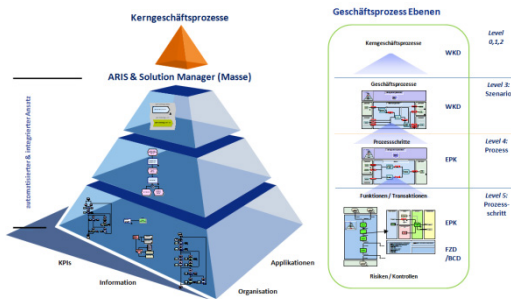 Kerngeschäftsprozesse
ARIS & Solution Manager (Masse)
automatisierter & integrierter Ansatz
KPIs
Information
Organisation
Applikationen
Geschäftsprozess Ebenen
Kerngeschäftsprozesse
WKD
Level
0,1,2
Geschäftsprozesse
WKD
Level 3:
Szenario
Prozessschritte
EPK
Level 4:
Prozess
Funktionen / Transaktionen
EPK
FZD
/BCD
Level 5:
Prozess-
schritt
Risiken / Kontrollen